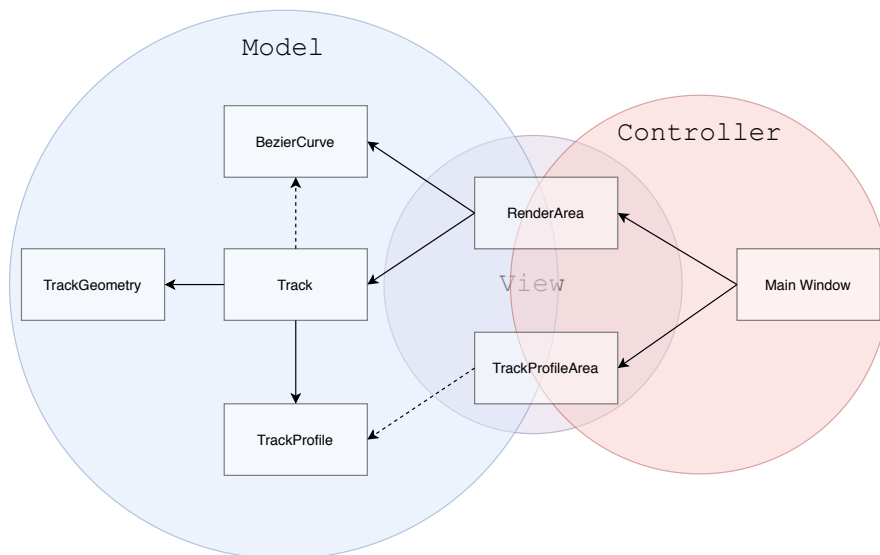 Model
Controller
BezierCurve
RenderArea
TrackGeometry
Track
View
Main Window
TrackProfileArea
TrackProfile